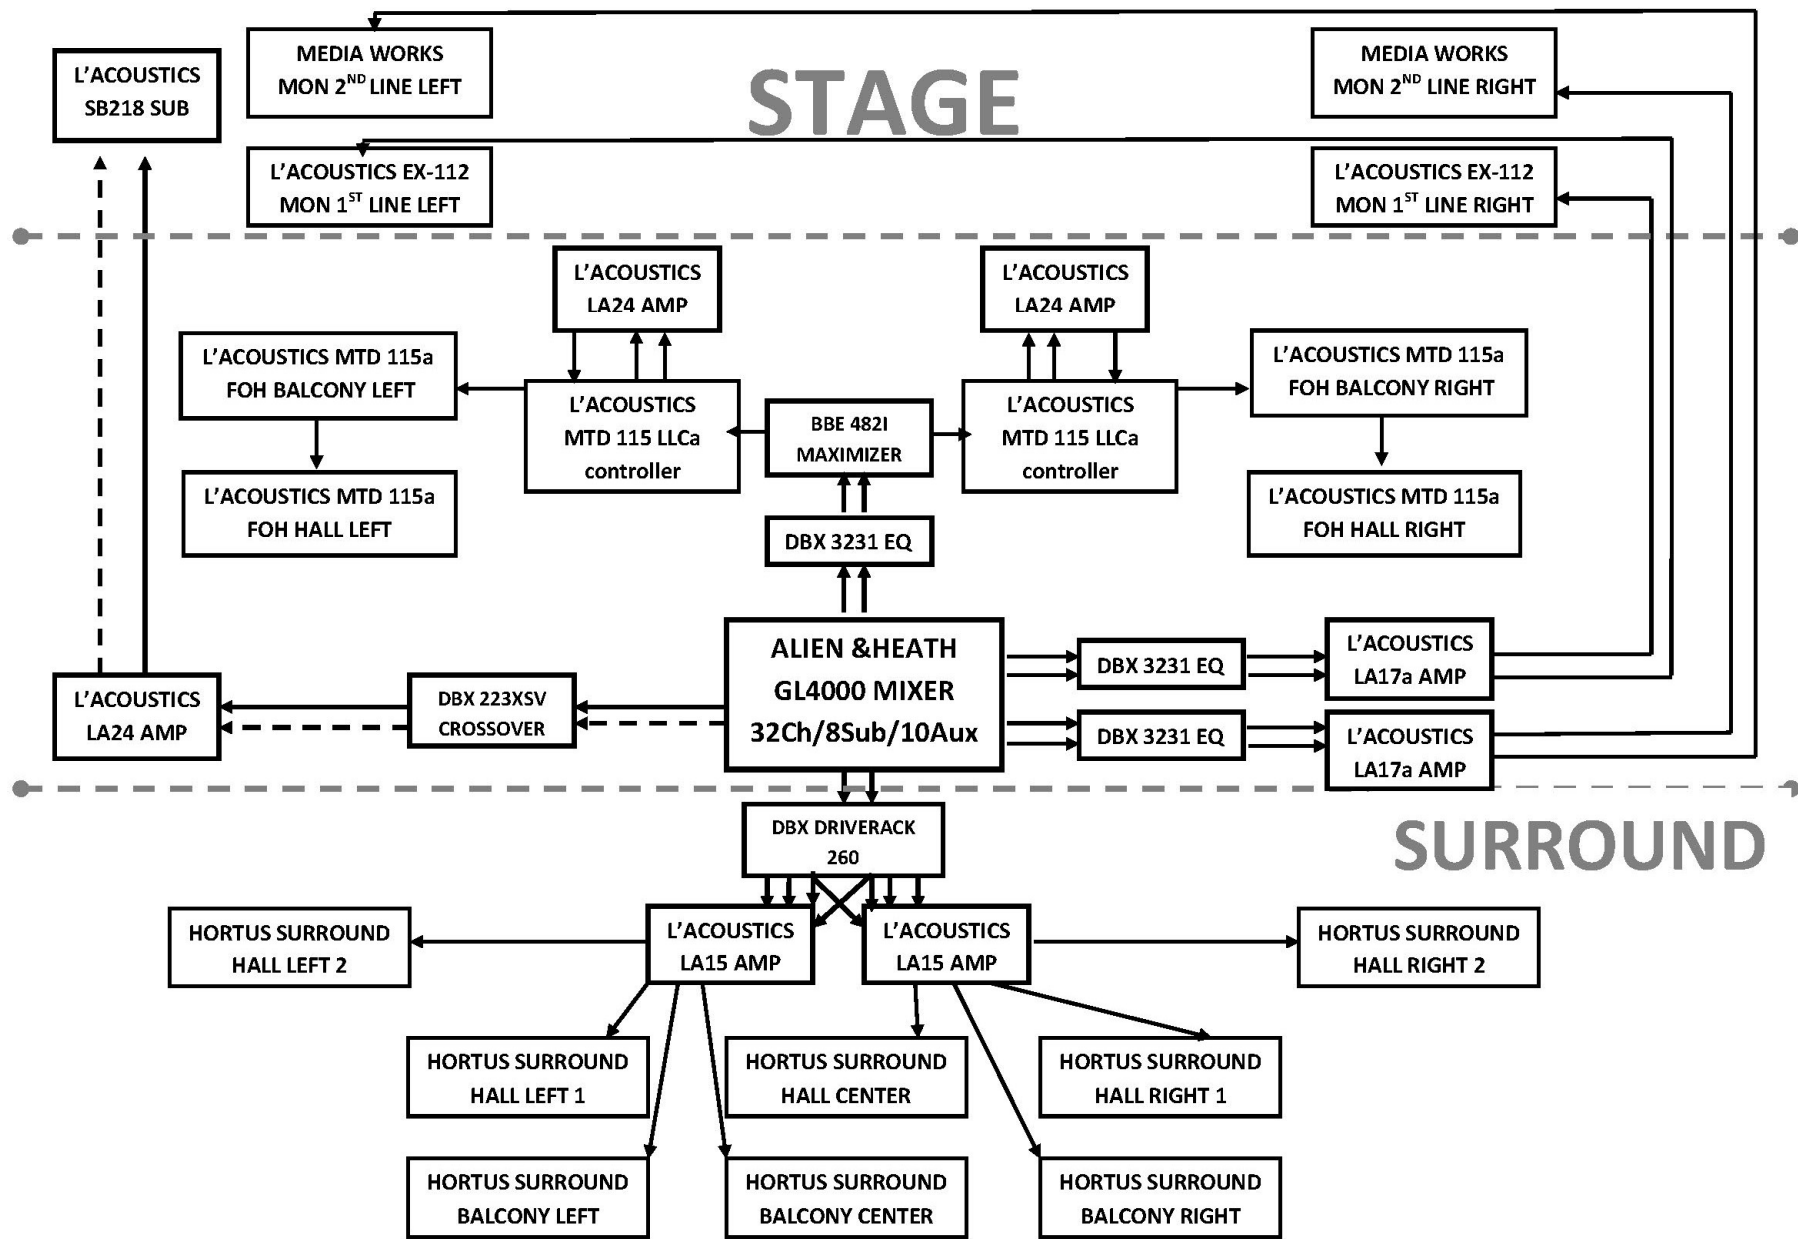 MEDIA WORKS
MON 2ND LINE LEFT
MEDIA WORKS
MON 2ND LINE RIGHT
L'ACOUSTICS
SB218 SUB
STAGE
L'ACOUSTICS EX-112
MON 1ST LINE LEFT
L'ACOUSTICS EX-112
MON 1ST LINE RIGHT
L'ACOUSTICS
LA24 AMP
L'ACOUSTICS
LA24 AMP
L'ACOUSTICS MTD 115a
FOH BALCONY LEFT
L'ACOUSTICS
MTD 115 LLCa
controller
BBE 482I
MAXIMIZER
L'ACOUSTICS
MTD 115 LLCa
controller
L'ACOUSTICS MTD 115a
FOH BALCONY RIGHT
L'ACOUSTICS MTD 115a
FOH HALL LEFT
L'ACOUSTICS MTD 115a
FOH HALL RIGHT
DBX 3231 EQ
ALIEN &HEATH
GL4000 MIXER
32Ch/8Sub/10Aux
DBX 3231 EQ
L'ACOUSTICS
LA17a AMP
L'ACOUSTICS
LA24 AMP
DBX 223XSV
CROSSOVER
DBX 3231 EQ
L'ACOUSTICS
LA17a AMP
DBX DRIVERACK
260
SURROUND
HORTUS SURROUND
HALL LEFT 2
L'ACOUSTICS
LA15 AMP
L'ACOUSTICS
LA15 AMP
HORTUS SURROUND
HALL RIGHT 2
HORTUS SURROUND
HALL LEFT 1
HORTUS SURROUND
HALL CENTER
HORTUS SURROUND
HALL RIGHT 1
HORTUS SURROUND
BALCONY LEFT
HORTUS SURROUND
BALCONY CENTER
HORTUS SURROUND
BALCONY RIGHT